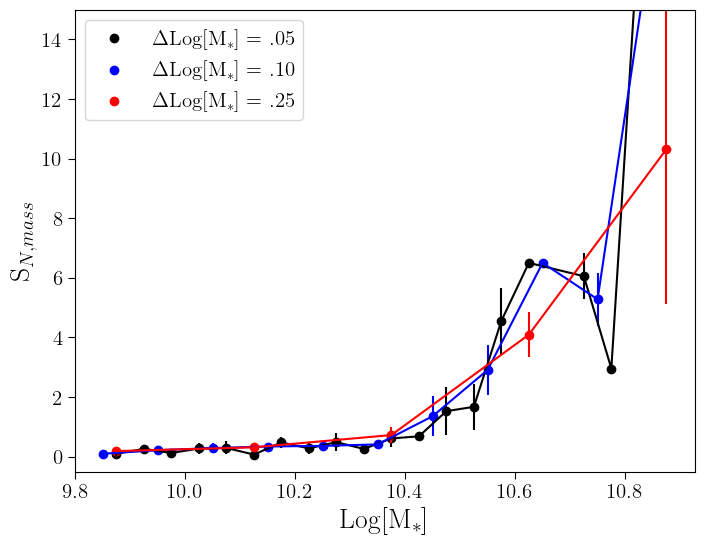 ΔLog[M*] = .05
ΔLog[M*] = .10
ΔLog[M*] = .25
14
12
10
8
6
4
2
0
S_{N,mass}
9.8 10.0 10.2 10.4 10.6 10.8
Log[M*]